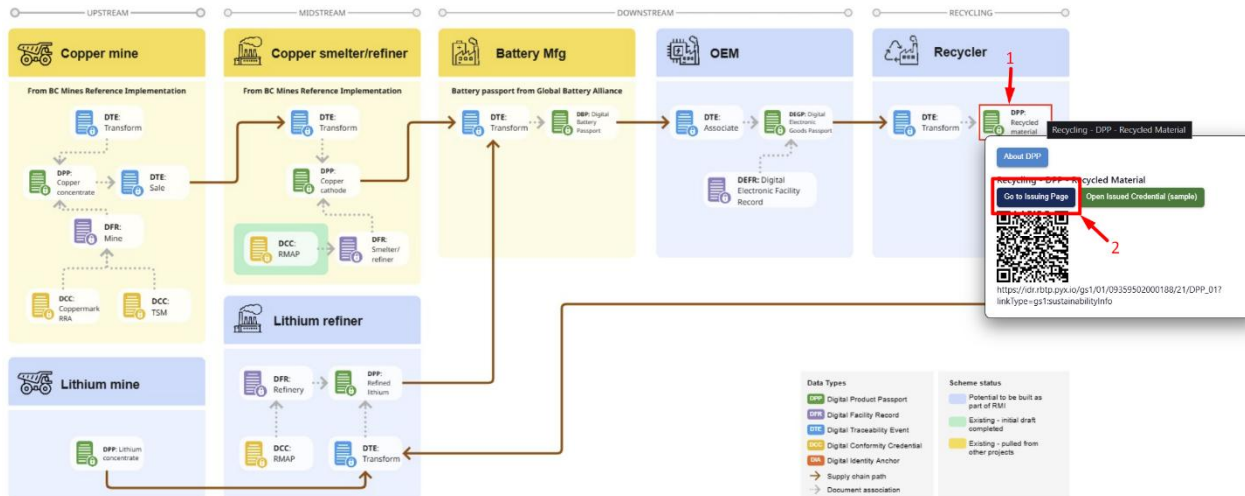 UPSTREAM
MIDSTREAM
DOWNSTREAM
RECYCLING
Copper mine
From BC Mines Reference Implementation
DTE:
Transform
DPP:
Copper
concentrate
DTE:
Sale
DFR:
Mine
DCC:
Coppermark
RRA
DCC:
TSM
Copper smelter/refiner
From BC Mines Reference Implementation
DTE:
Transform
DPP:
Copper
cathode
DCC:
RMAP
DFR:
Smelter/
refiner
Battery Mfg
Battery passport from Global Battery Alliance
DTE:
Transform
DBP: Digital
Battery
Passport
OEM
DTE:
Associate
DEGP: Digital
Electronic
Goods Passport
DEFR: Digital
Electronic Facility
Record
Recycler
1
DTE:
Transform
DPP:
Recycled
material
Recycling - DPP - Recycled Material
About DPP
Recycling - DPP - Recycled Material
Go to Issuing Page
Open Issued Credential (sample)
2
https://idr.rbtp.pyx.io/gs1/01/09359502000188/21/DPP_01?
linkType=gs1:sustainabilityInfo
Lithium mine
DPP: Lithium
concentrate
Lithium refiner
DFR:
Refinery
DPP:
Refined
lithium
DCC:
RMAP
DTE:
Transform
Data Types
DPP Digital Product Passport
DFR Digital Facility Record
DTE Digital Traceability Event
DCC Digital Conformity Credential
DIA Digital Identity Anchor
Supply chain path
Document association
Scheme status
Potential to be built as
part of RMI
Existing - initial draft
completed
Existing - pulled from
other projects